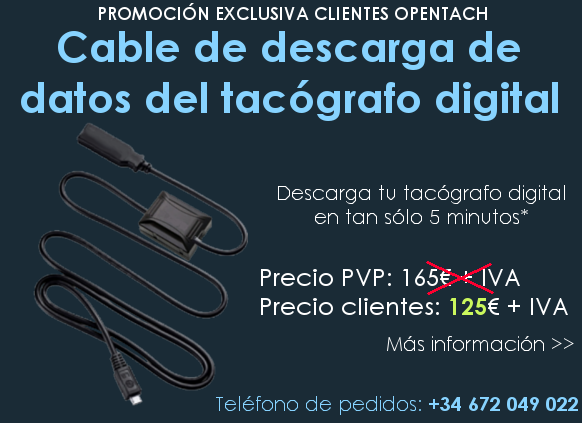 PROMOCIÓN EXCLUSIVA CLIENTES OPENTACH
Cable de descarga de
datos del tacógrafo digital
Descarga tu tacógrafo digital
en tan sólo 5 minutos*
Precio PVP: 165€ + IVA
Precio clientes: 125€ + IVA
Más información >>
Teléfono de pedidos: +34 672 049 022